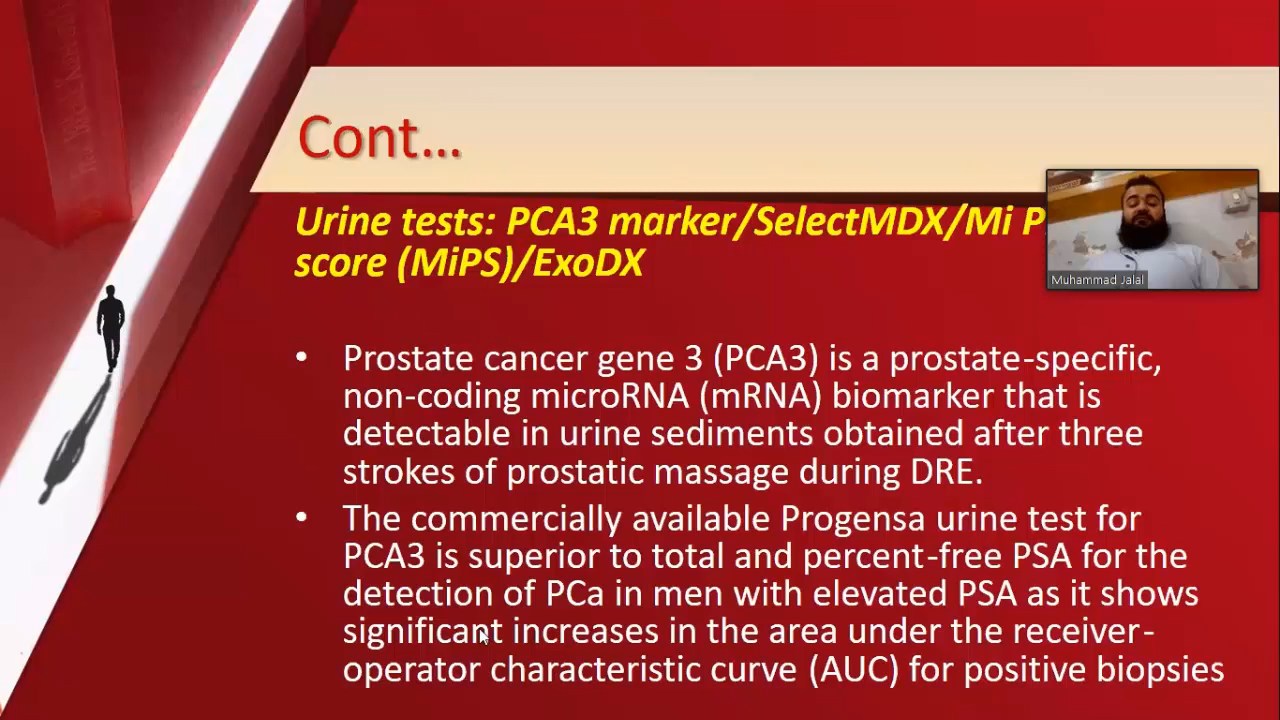 Cont...
Urine tests: PCA3 marker/SelectMDX/Mi P
score (MiPS)/ExoDX
Muhammad Jalal
• Prostate cancer gene 3 (PCA3) is a prostate-specific,
non-coding microRNA (mRNA) biomarker that is
detectable in urine sediments obtained after three
strokes of prostatic massage during DRE.
• The commercially available Progensa urine test for
PCA3 is superior to total and percent-free PSA for the
detection of PCa in men with elevated PSA as it shows
significant increases in the area under the receiver-
operator characteristic curve (AUC) for positive biopsies